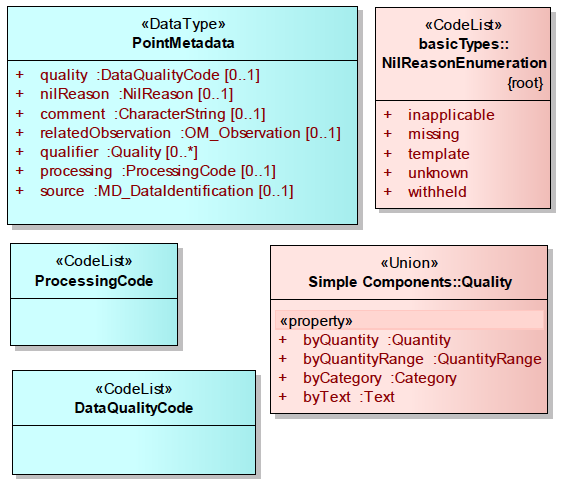 «DataType»
PointMetadata
+ quality :DataQualityCode [0..1]
+ nilReason :NilReason [0..1]
+ comment :CharacterString [0..1]
+ relatedObservation :OM_Observation [0..1]
+ qualifier :Quality [0..*]
+ processing :ProcessingCode [0..1]
+ source :MD_DataIdentification [0..1]
«CodeList»
basicTypes::
NilReasonEnumeration
{root}
+ inapplicable
+ missing
+ template
+ unknown
+ withheld
«CodeList»
ProcessingCode
«Union»
Simple Components::Quality
«property»
+ byQuantity :Quantity
+ byQuantityRange :QuantityRange
+ byCategory :Category
+ byText :Text
«CodeList»
DataQualityCode